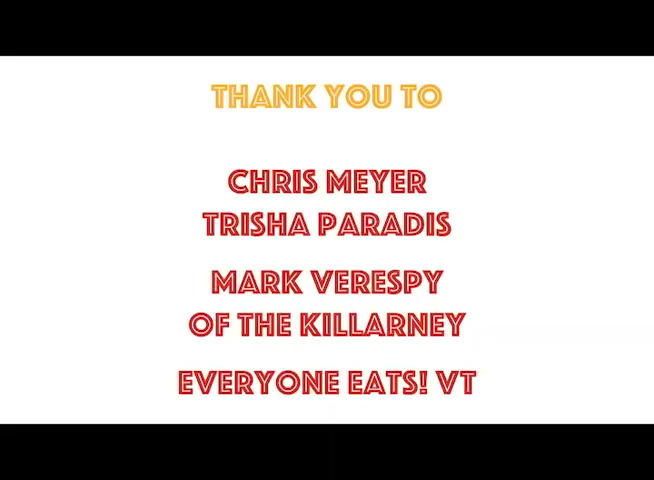 THANK YOU TO
CHRIS MEYER
TRISHA PARADIS
MARK VERESPY
OF THE KILLARNEY
EVERYONE EATS! VT